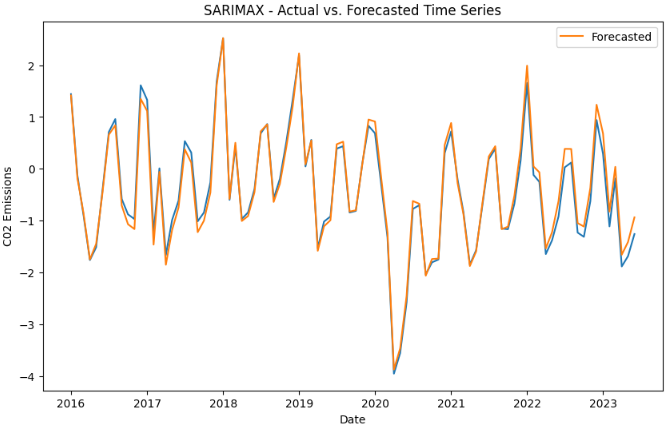 SARIMAX - Actual vs. Forecasted Time Series
Forecasted
C02 Emissions
2
1
0
−1
−2
−3
−4
2016 2017 2018 2019 2020 2021 2022 2023
Date